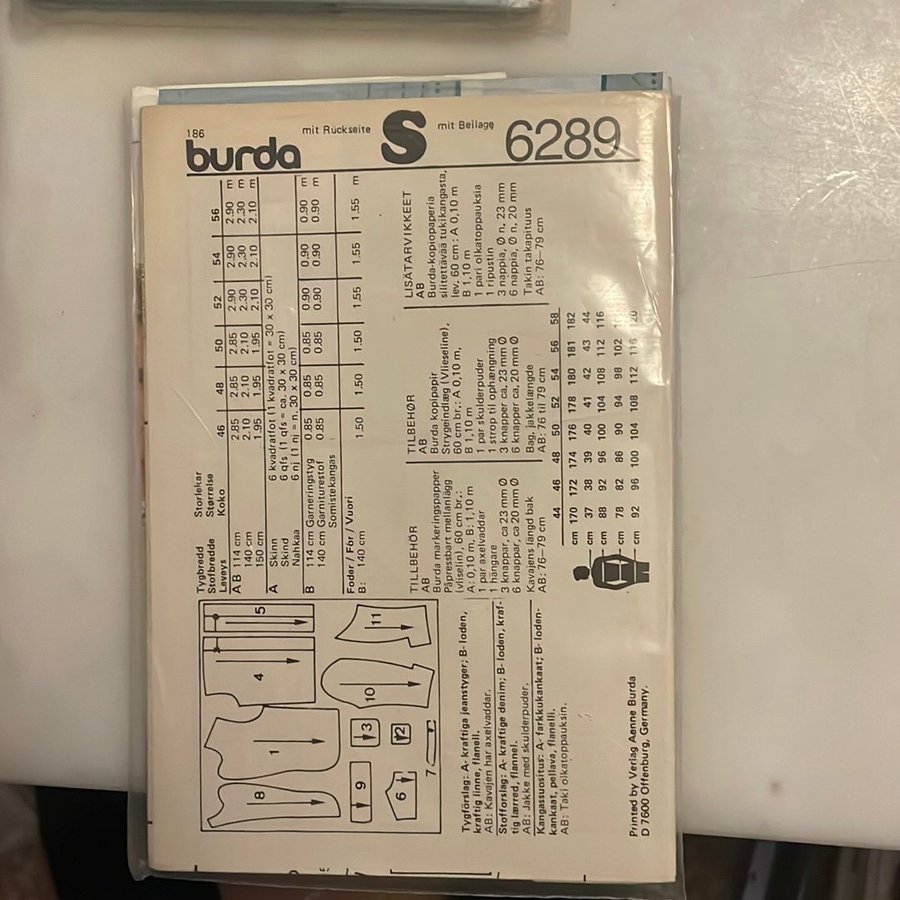 186
mit Rückseite
mit Beilage
burda
S
6289
Tygbredd Storlekar
Stofbredde Størrelse
Leveys Koko 46 48 50 52 54 56
A B 114 cm 2.85 2.85 2.85 2.90 2.90 2.90 m
140 cm 2.10 2.10 2.10 2.30 2.30 2.30 m
150 cm 1.95 1.95 1.95 2.10 2.10 2.10 m
A Skinn 6 kvadratfot (1 kvadratfot = 30 x 30 cm)
Skind 6 qfs (1 qfs = ca. 30 x 30 cm)
Nahkaa 6 nj (1 nj = n. 30 x 30 cm)
B 114 cm Garneringstyg 0.85 0.85 0.85 0.90 0.90 0.90 m
140 cm Garniturestof 0.85 0.85 0.85 0.90 0.90 0.90 m
Somistekangas
Foder / För / Vuori
B: 140 cm 1.50 1.50 1.50 1.55 1.55 1.55 m
TILLBEHÖR
AB
Burda markeringspapper
Påpressbart mellanlägg
(vliselin), 60 cm br.:
A: 0,10 m, B: 1,10 m
1 par axelvaddar
1 hängare
3 knappar, ca 23 mm Ø
6 knappar, ca 20 mm Ø
Kavajens längd bak
AB: 76–79 cm
TILBEHØR
AB
Burda kopipapir
Strygeindlæg (Vlieseline),
60 cm br.: A 0,10 m,
B 1,10 m
1 par skulderpuder
1 strop til ophængning
3 knapper ca. 23 mm Ø
6 knapper ca. 20 mm Ø
Bag. jakkelængde
AB: 76 til 79 cm
LISÄTARVIKKEET
AB
Burda-kopiopaperia
silitettävää tukikangasta,
lev. 60 cm: A 0,10 m
B 1,10 m
1 pari olkatoppauksia
1 ripustin
3 nappia, Ø n. 23 mm
6 nappia, Ø n. 20 mm
Takin takapituus
AB: 76–79 cm
44 46 48 50 52 54 56 58
cm 170 172 174 176 178 180 181 182
cm 37 38 39 40 41 42 43 44
cm 88 92 96 100 104 108 112 116
cm 78 82 86 90 94 98 102
cm 92 96 100 104 108 112 116 120
5
4
11
10
1
3
2
8
9
6
7
Tygförslag: A- kraftiga jeanstyger; B- loden,
kraftig linne, flanell.
AB: Kavajen har axelvaddar.
Stofforslag: A- kraftige denim; B- loden, kraf-
tig lærred, flannel.
AB: Jakke med skulderpuder.
Kangassuositus: A- farkkukankaat; B- loden-
kankaat, pellava, flanelli.
AB: Taki olkatoppauksin.
Printed by Verlag Aenne Burda
D 7600 Offenburg, Germany.